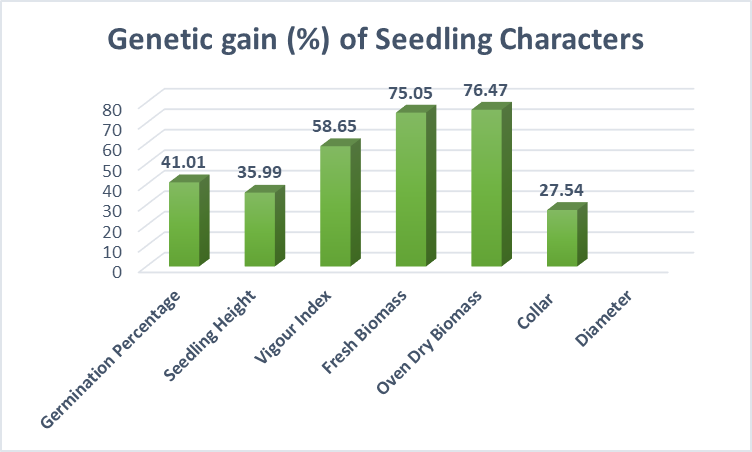 Genetic gain (%) of Seedling Characters
80
70
60
50
40
30
20
10
0
41.01
35.99
58.65
75.05
76.47
27.54
Germination Percentage
Seedling Height
Vigour Index
Fresh Biomass
Oven Dry Biomass
Collar
Diameter